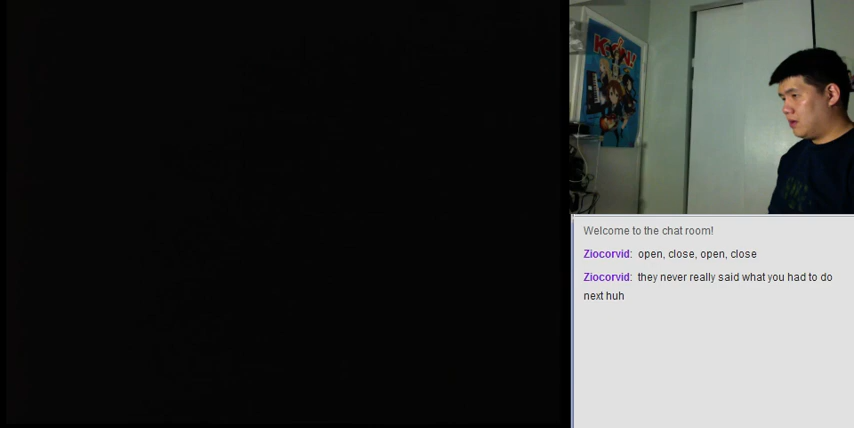 K-ON!
Welcome to the chat room!
Ziocorvid: open, close, open, close
Ziocorvid: they never really said what you had to do
next huh